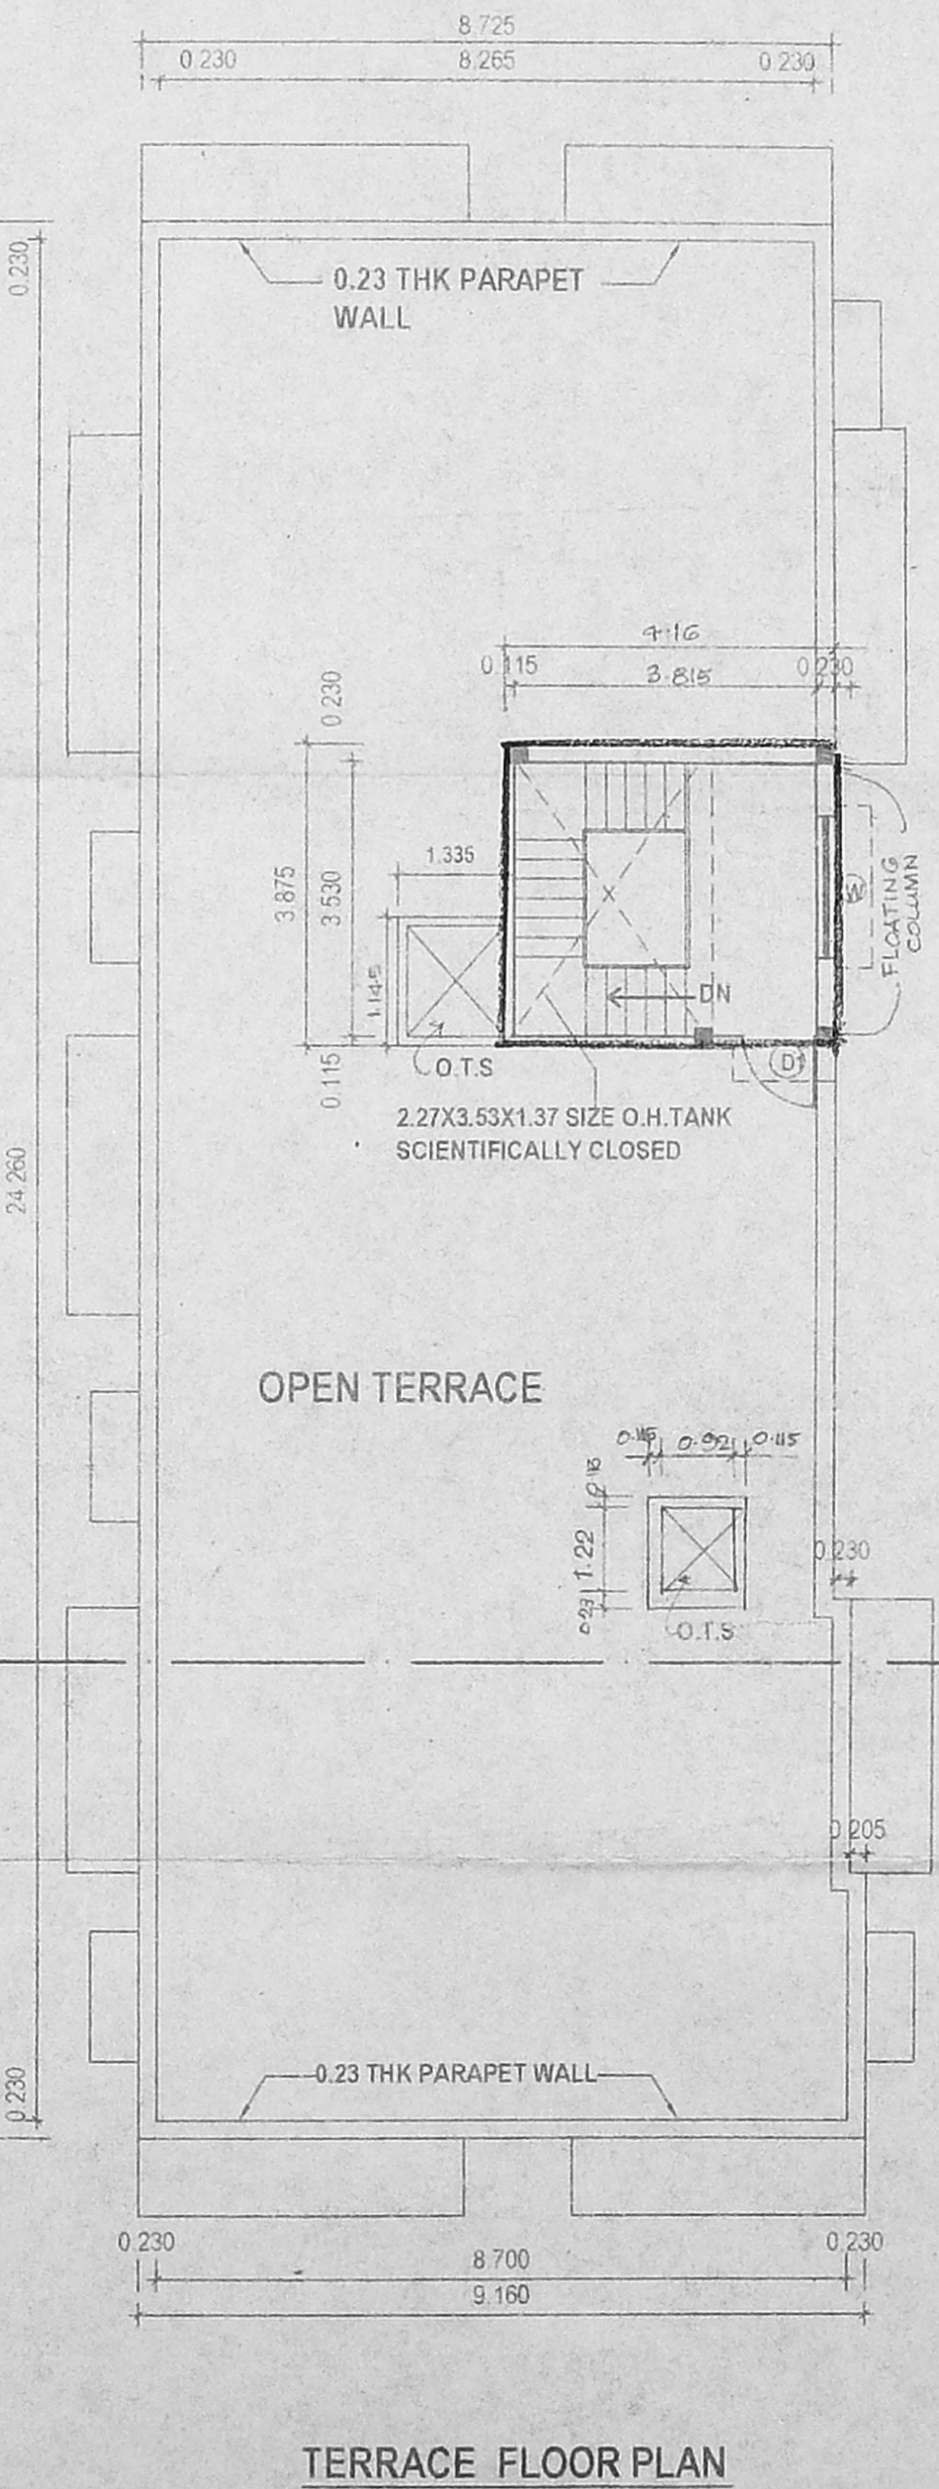 8.725
0.230 8.265 0.230
0.230
0.23 THK PARAPET
WALL
4.16
0.115 3.815 0.230
0.230
1.335
3.875
3.530
1.145
W
FLOATING
COLUMN
DN
D1
O.T.S
0.115
2.27X3.53X1.37 SIZE O.H.TANK
SCIENTIFICALLY CLOSED
24.260
OPEN TERRACE
0.115 0.92 0.115
1.22
0.23
0.230
O.T.S
0.205
0.23 THK PARAPET WALL
0.230
0.230 0.230
8.700
9.160
TERRACE FLOOR PLAN